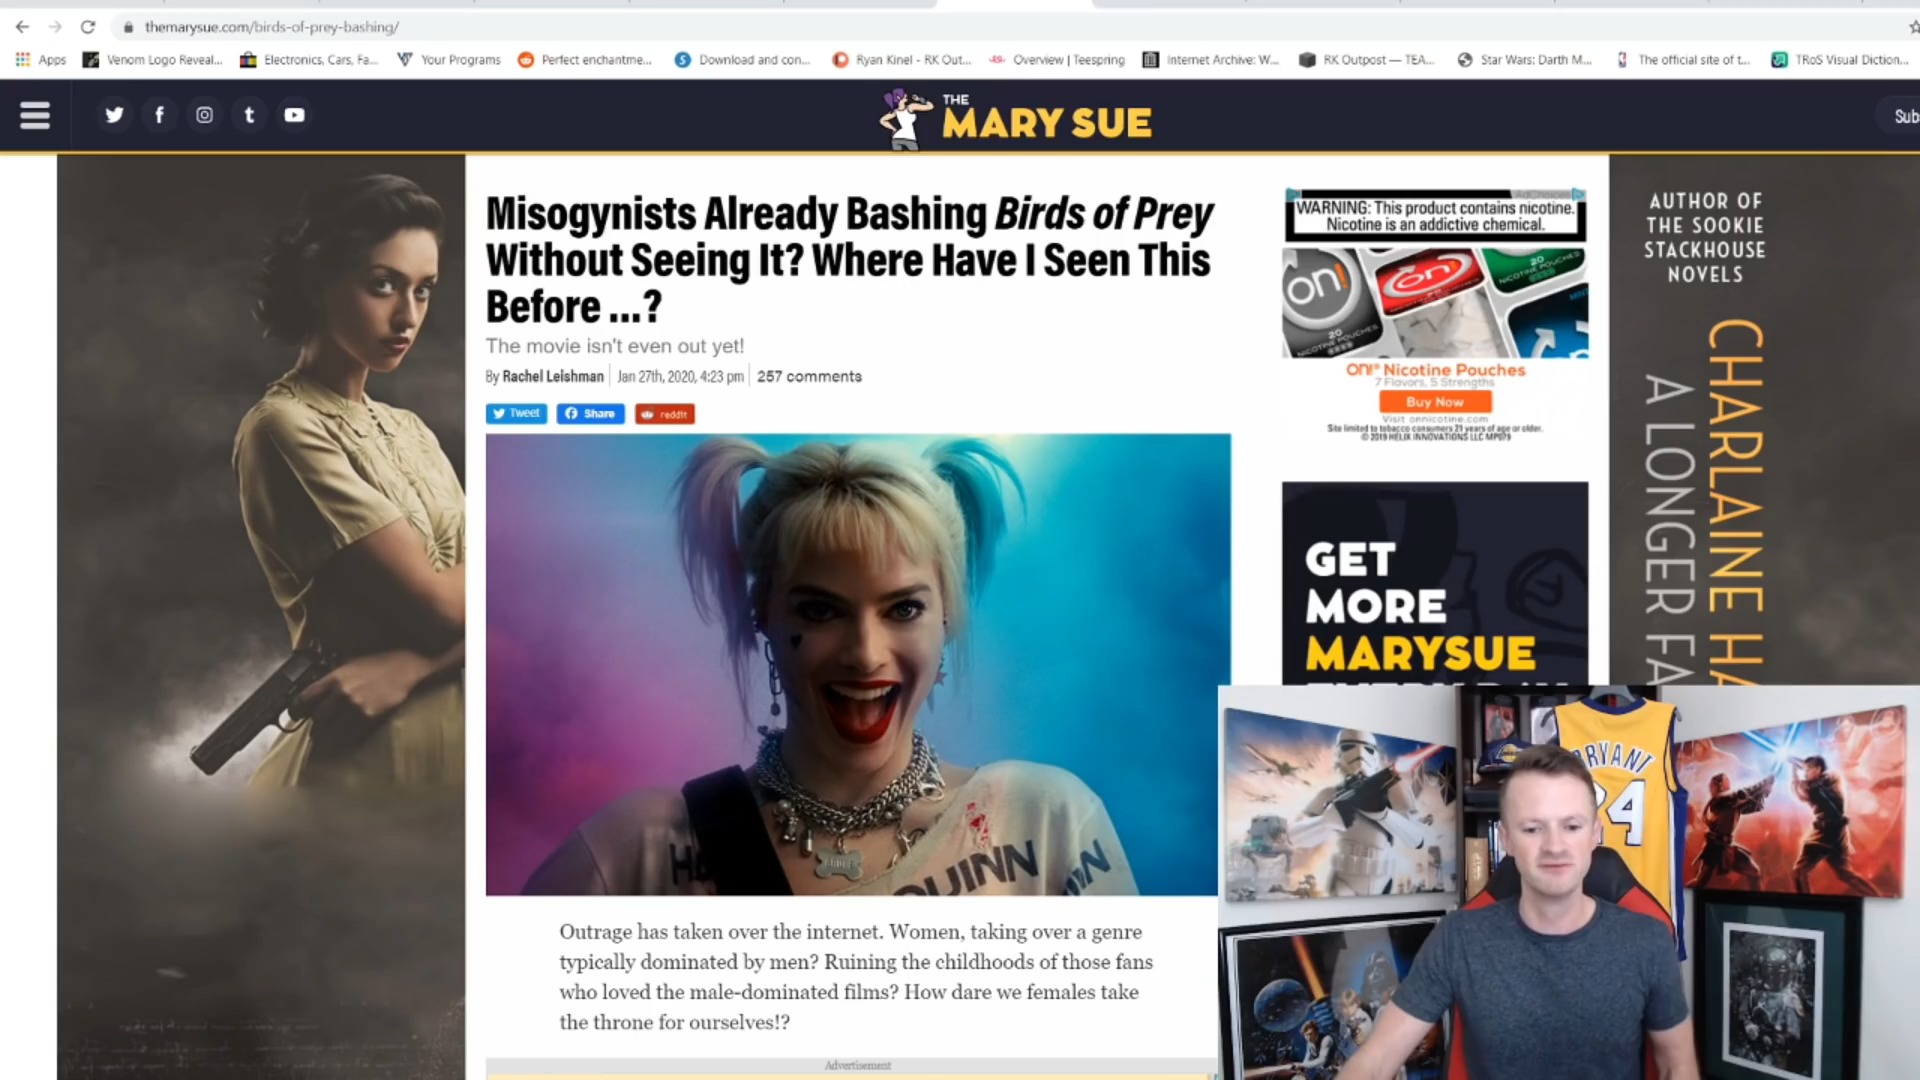 themarysue.com/birds-of-prey-bashing/
Apps
Venom Logo Reveal...
Electronics, Cars, Fa...
Your Programs
Perfect enchantme...
Download and con...
Ryan Kinel - RK Out...
Overview | Teespring
Internet Archive: W...
RK Outpost — TEA...
Star Wars: Darth M...
The official site of t...
TRoS Visual Diction...
THE
MARY SUE
Sub
Misogynists Already Bashing Birds of Prey
Without Seeing It? Where Have I Seen This
Before ...?
The movie isn't even out yet!
By Rachel Leishman
Jan 27th, 2020, 4:23 pm
257 comments
Tweet
Share
reddit
QUINN
Outrage has taken over the internet. Women, taking over a genre
typically dominated by men? Ruining the childhoods of those fans
who loved the male-dominated films? How dare we females take
the throne for ourselves!?
Advertisement
AdChoices
WARNING: This product contains nicotine.
Nicotine is an addictive chemical.
on!
on!
20
20
NICOTINE POUCHES
on!® Nicotine Pouches
7 Flavors, 5 Strengths
Buy Now
Visit onnicotine.com
Site limited to tobacco consumers 21 years of age or older.
© 2019 HELIX INNOVATIONS LLC
GET
MORE
MARYSUE
AUTHOR OF
THE SOOKIE
STACKHOUSE
NOVELS
CHARLAINE HA
A LONGER FA
RYANT
24